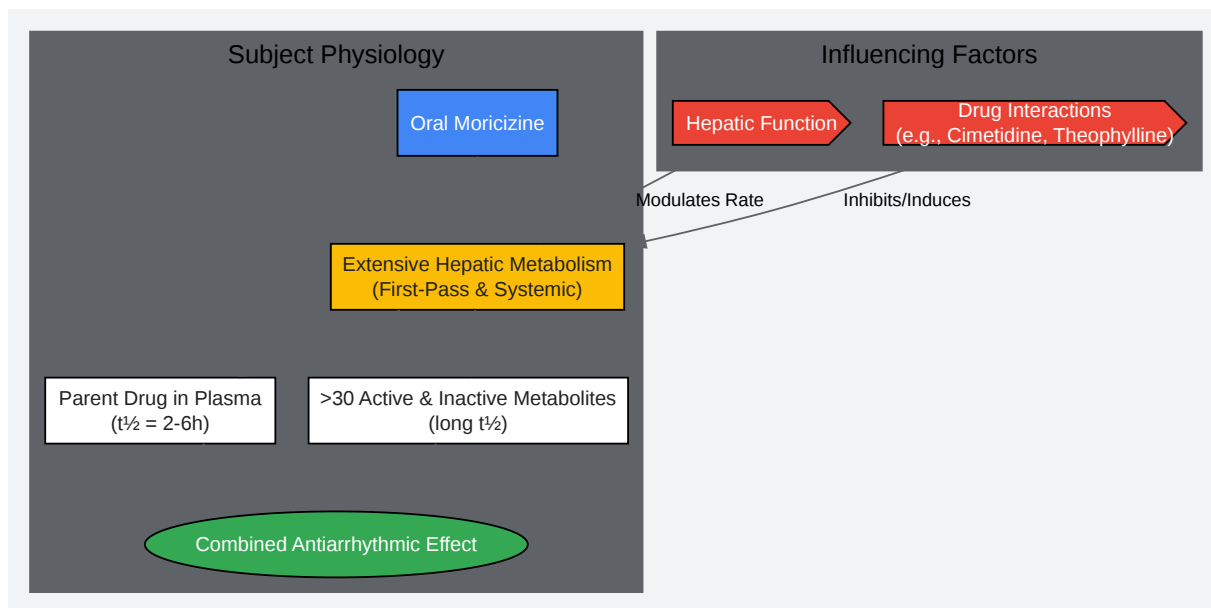 Subject Physiology
Influencing Factors
Oral Moricizine
Hepatic Function
Drug Interactions
(e.g., Cimetidine, Theophylline)
Modulates Rate
Inhibits/Induces
Extensive Hepatic Metabolism
(First-Pass & Systemic)
Parent Drug in Plasma
(t½ = 2-6h)
>30 Active & Inactive Metabolites
(long t½)
Combined Antiarrhythmic Effect